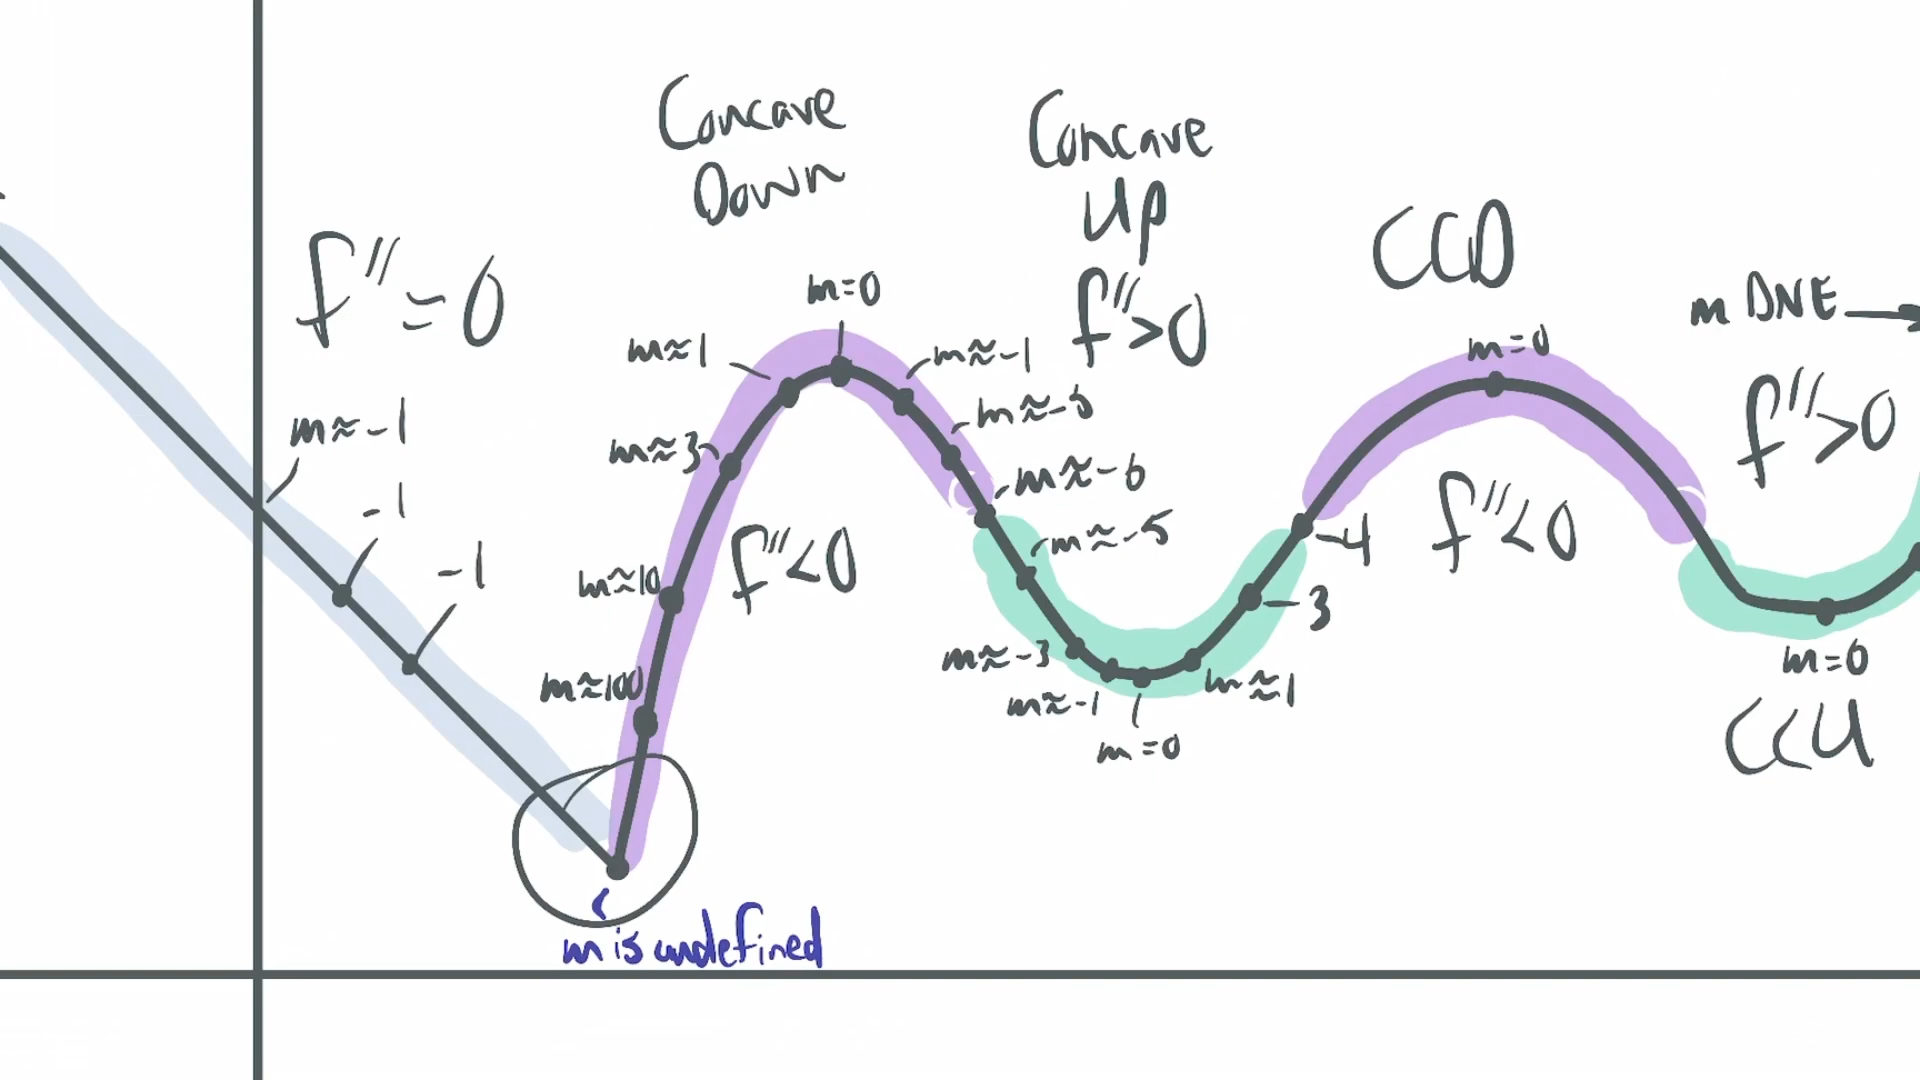 Concave
Down
Concave
Up
f''>0
CCD
m DNE
f''=0
m=0
m≈1
m≈-1
m≈-5
m≈3
m≈-6
m≈-5
m=0
f''>0
m≈-1
-1
-1
f''<0
-4
f''<0
m≈10
3
m≈100
m≈-3
m≈-1
m≈1
m=0
m=0
CCU
m is undefined